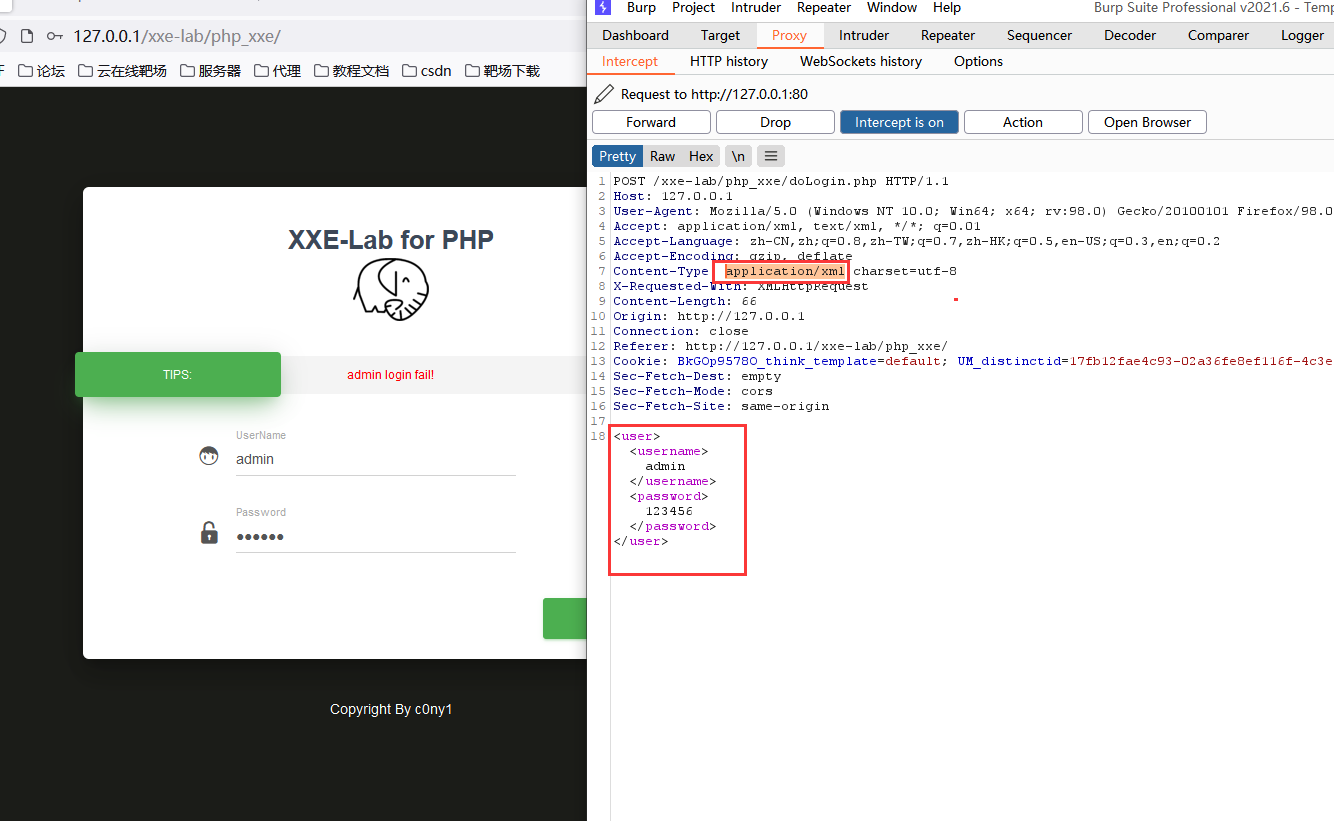 127.0.0.1/xxe-lab/php_xxe/
论坛 云在线靶场 服务器 代理 教程文档 csdn 靶场下载
XXE-Lab for PHP
TIPS:
admin login fail!
UserName
admin
Password
••••••
Copyright By c0ny1
Burp Project Intruder Repeater Window Help Burp Suite Professional v2021.6 - Temp
Dashboard Target Proxy Intruder Repeater Sequencer Decoder Comparer Logger
Intercept HTTP history WebSockets history Options
Request to http://127.0.0.1:80
Forward Drop Intercept is on Action Open Browser
Pretty Raw Hex \n
1 POST /xxe-lab/php_xxe/doLogin.php HTTP/1.1
2 Host: 127.0.0.1
3 User-Agent: Mozilla/5.0 (Windows NT 10.0; Win64; x64; rv:98.0) Gecko/20100101 Firefox/98.0
4 Accept: application/xml, text/xml, */*; q=0.01
5 Accept-Language: zh-CN,zh;q=0.8,zh-TW;q=0.7,zh-HK;q=0.5,en-US;q=0.3,en;q=0.2
6 Accept-Encoding: gzip, deflate
7 Content-Type application/xml charset=utf-8
8 X-Requested-With: XMLHttpRequest
9 Content-Length: 66
10 Origin: http://127.0.0.1
11 Connection: close
12 Referer: http://127.0.0.1/xxe-lab/php_xxe/
13 Cookie: BkGOp9578O_think_template=default; UM_distinctid=17fb12fae4c93-02a36fe8ef116f-4c3e
14 Sec-Fetch-Dest: empty
15 Sec-Fetch-Mode: cors
16 Sec-Fetch-Site: same-origin
17
18 <user>
<username>
admin
</username>
<password>
123456
</password>
</user>